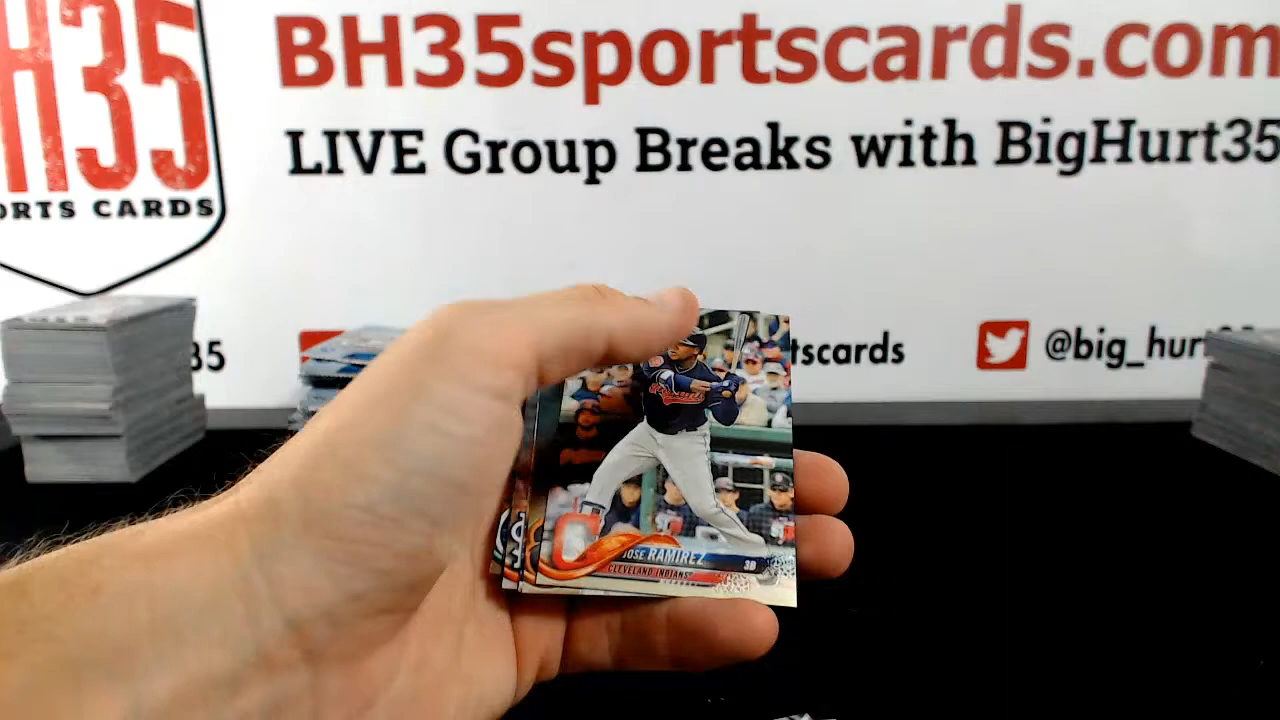 BH35sportscards.com
LIVE Group Breaks with BigHurt35
H35
ORTS CARDS
35
tscards
@big_hur
JOSE RAMIREZ
3B
CLEVELAND INDIANS